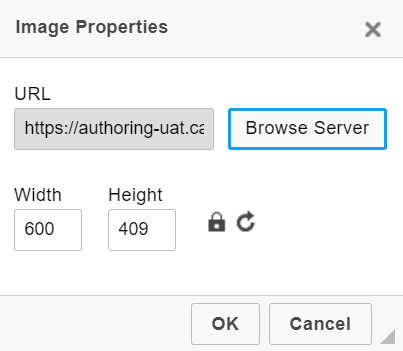 Image Properties
URL
https://authoring-uat.ca
Browse Server
Width Height
600 409
OK Cancel